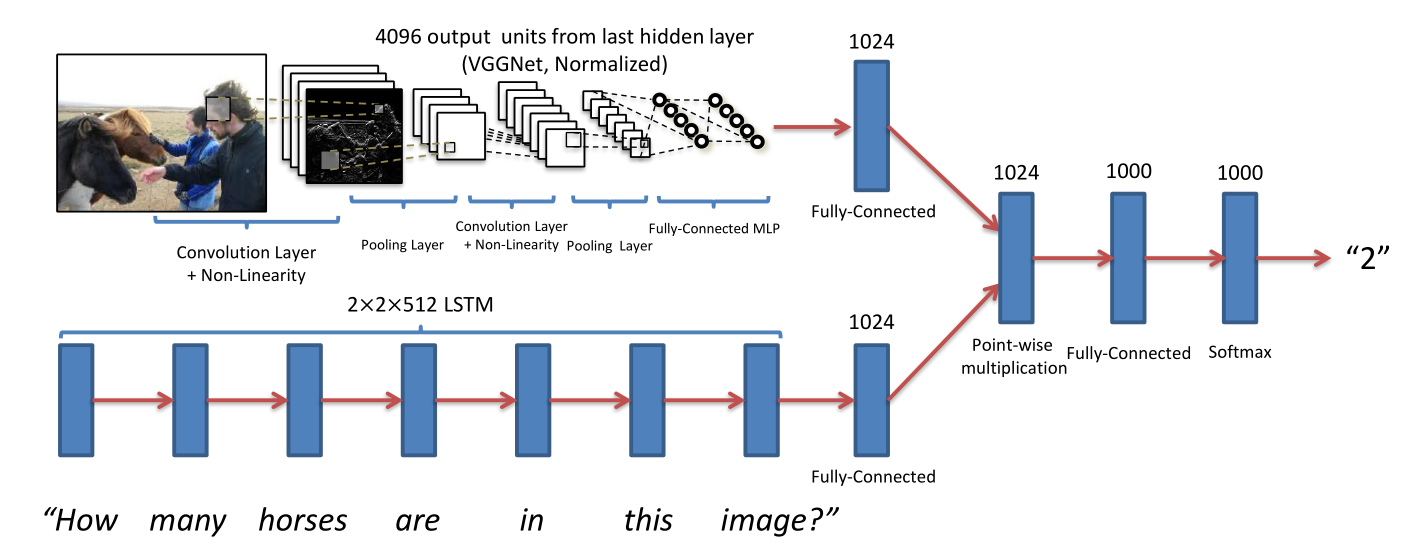 4096 output units from last hidden layer
(VGGNet, Normalized)
1024
Convolution Layer
+ Non-Linearity
Pooling Layer
Convolution Layer
+ Non-Linearity
Pooling Layer
Fully-Connected MLP
Fully-Connected
1024
1000
1000
“2”
Point-wise
multiplication
Fully-Connected
Softmax
2×2×512 LSTM
1024
Fully-Connected
“How many horses are in this image?”